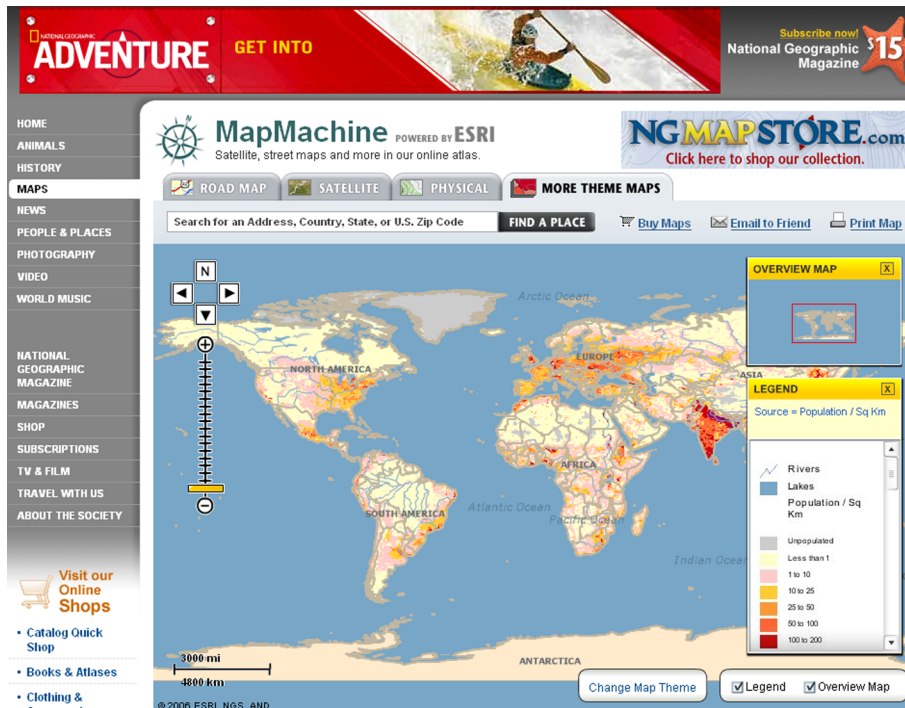 NATIONAL GEOGRAPHIC
ADVENTURE
GET INTO
Subscribe now!
National Geographic
Magazine
$15
HOME
ANIMALS
HISTORY
MAPS
NEWS
PEOPLE & PLACES
PHOTOGRAPHY
VIDEO
WORLD MUSIC
NATIONAL
GEOGRAPHIC
MAGAZINE
MAGAZINES
SHOP
SUBSCRIPTIONS
TV & FILM
TRAVEL WITH US
ABOUT THE SOCIETY
Visit our
Online
Shops
• Catalog Quick
Shop
• Books & Atlases
• Clothing &
N
MapMachine POWERED BY ESRI
Satellite, street maps and more in our online atlas.
NGMAPSTORE.com
Click here to shop our collection.
ROAD MAP
SATELLITE
PHYSICAL
MORE THEME MAPS
Search for an Address, Country, State, or U.S. Zip Code
FIND A PLACE
Buy Maps
Email to Friend
Print Map
N
Arctic Ocean
NORTH AMERICA
EUROPE
ASIA
AFRICA
SOUTH AMERICA
Atlantic Ocean
Pacific Ocean
Indian Ocean
ANTARCTICA
OVERVIEW MAP
X
LEGEND
X
Source = Population / Sq Km
Rivers
Lakes
Population / Sq
Km
Unpopulated
Less than 1
1 to 10
10 to 25
25 to 50
50 to 100
100 to 200
3000 mi
4800 km
© 2006 ESRI, NGS, AND
Change Map Theme
Legend
Overview Map